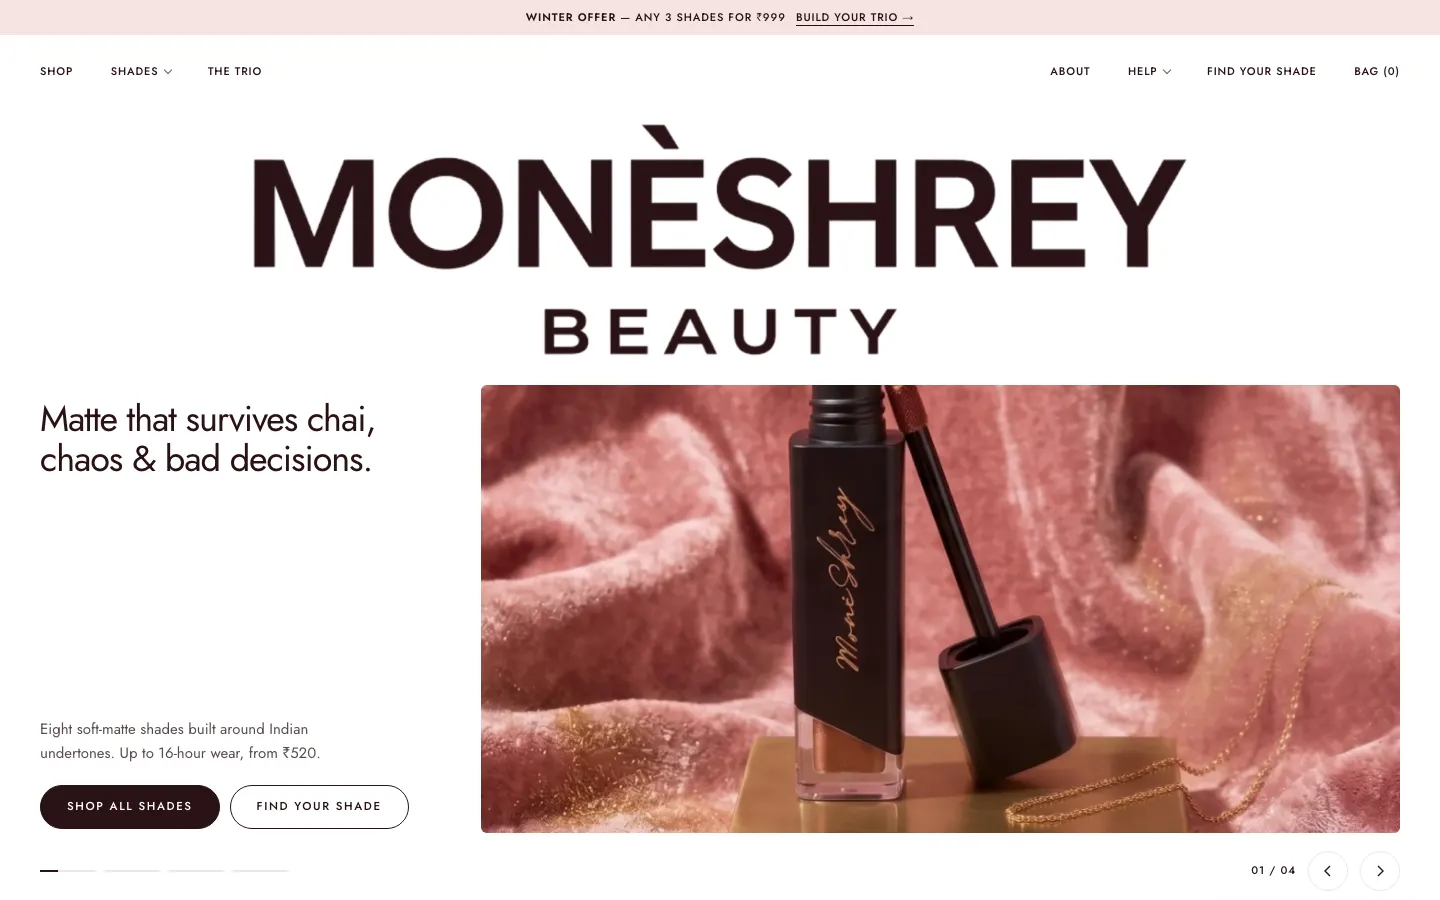 WINTER OFFER — ANY 3 SHADES FOR ₹999 BUILD YOUR TRIO →
SHOP SHADES THE TRIO ABOUT HELP FIND YOUR SHADE BAG (0)
MONÈSHREY
BEAUTY
Matte that survives chai,
chaos & bad decisions.
Moné Shrey
Eight soft-matte shades built around Indian
undertones. Up to 16-hour wear, from ₹520.
SHOP ALL SHADES FIND YOUR SHADE
01 / 04